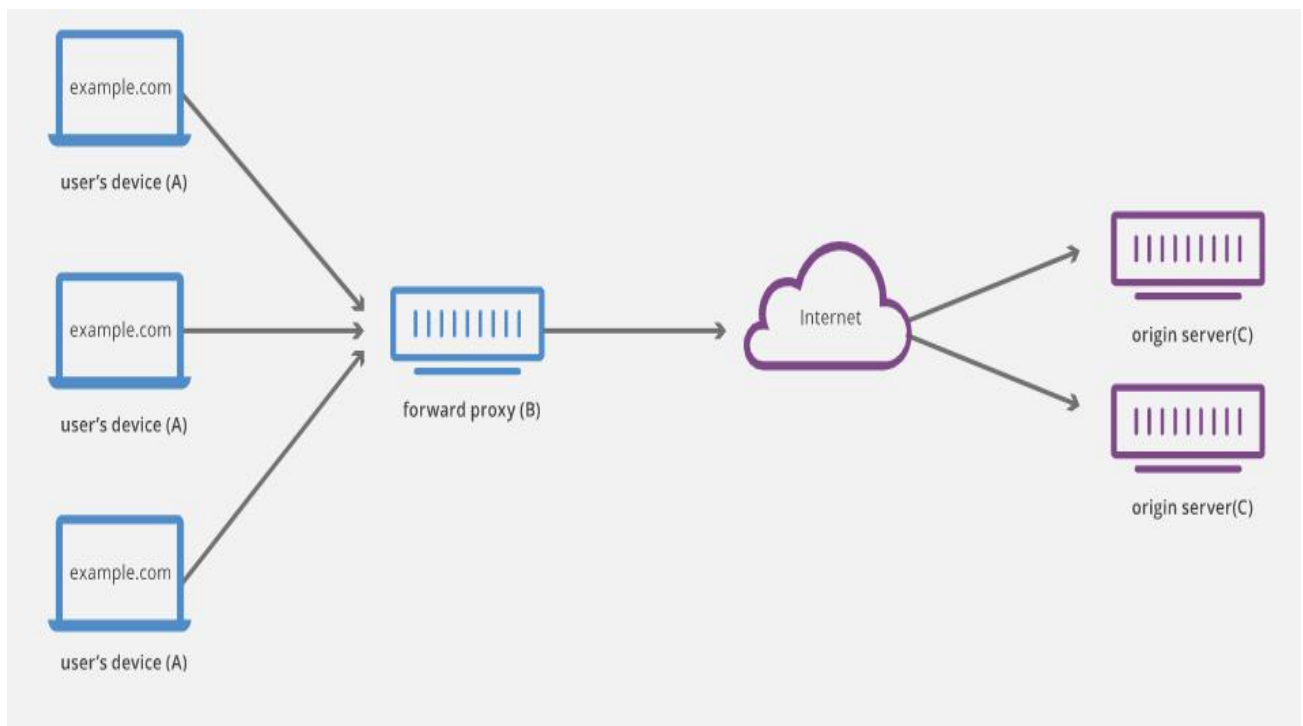 example.com
user's device (A)
example.com
user's device (A)
example.com
user's device (A)
forward proxy (B)
Internet
origin server(C)
origin server(C)